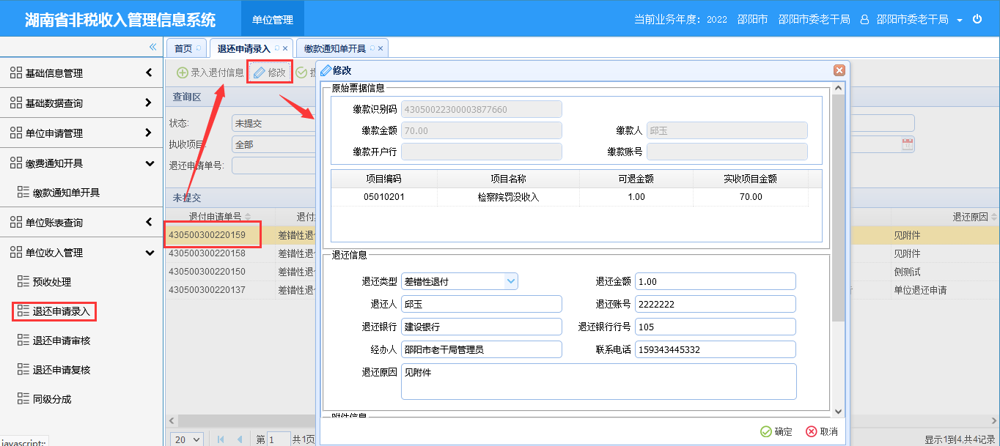 湖南省非税收入管理信息系统 单位管理 当前业务年度：2022 邵阳市 邵阳市委老干局 邵阳市委老干局
首页 退还申请录入 × 缴款通知单开具 ×
基础信息管理
基础数据查询
单位申请管理
缴费通知开具
缴款通知单开具
单位账表查询
单位收入管理
预收处理
退还申请录入
退还申请审核
退还申请复核
同级分成
javascript:;
录入退付信息 修改
查询区
状态: 未提交
执收项目 全部
退还申请单号:
未提交
退付申请单号 退付 退还原因
430500300220159 差错性退 见附件
430500300220158 差错性退 见附件
430500300220150 差错性退 侧测试
430500300220137 差错性退 单位退还申请
20 第 1 共1页 显示1到4,共4记录
修改
原始票据信息
缴款识别码 43050022300003877660
缴款金额 70.00 缴款人 邱玉
缴款开户行 缴款账号
项目编码 项目名称 可退金额 实收项目金额
05010201 检察院罚没收入 1.00 70.00
退还信息
退还类型 差错性退付 退还金额 1.00
退还人 邱玉 退还账号 2222222
退还银行 建设银行 退还银行行号 105
经办人 邵阳市老干局管理员 联系电话 159343445332
退还原因 见附件
附件信息
确定 取消